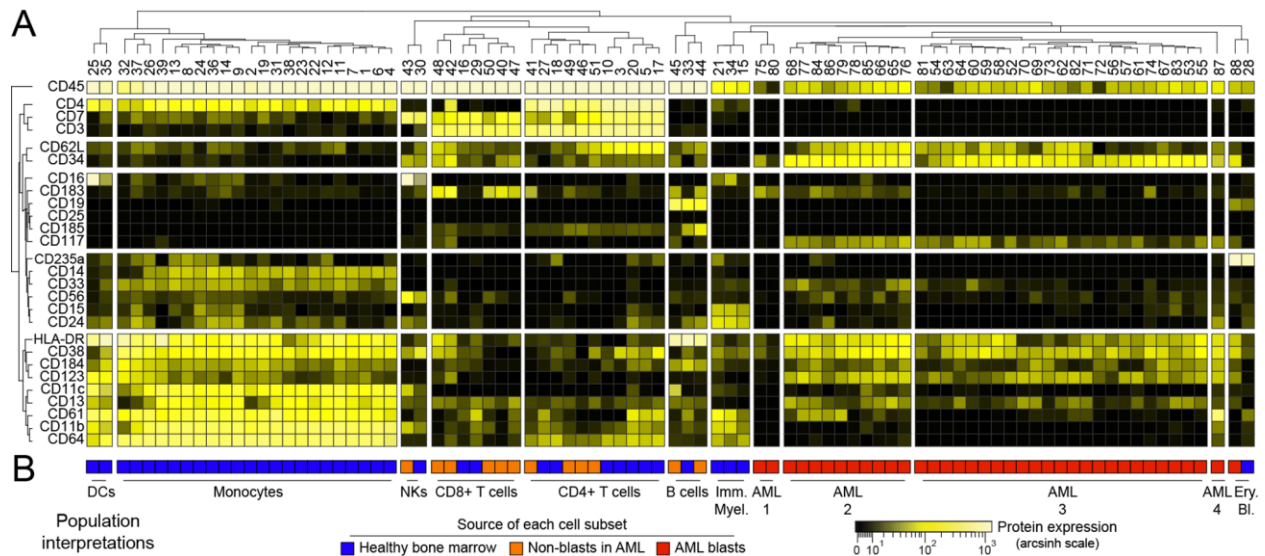 A
25 35 32 37 26 39 13 8 24 36 14 9 2 19 31 38 23 22 12 11 7 1 6 4 43 30 48 42 16 29 50 40 47 41 27 18 49 46 51 10 3 20 5 17 45 33 44 21 34 15 75 80 68 77 84 86 79 78 85 66 65 76 81 54 63 64 60 59 58 52 70 69 73 62 82 71 72 56 57 61 74 67 83 53 55 87 88 28
CD45
CD4
CD7
CD3
CD62L
CD34
CD16
CD183
CD19
CD25
CD185
CD117
CD235a
CD14
CD33
CD56
CD15
CD24
HLA-DR
CD38
CD184
CD123
CD11c
CD13
CD61
CD11b
CD64
B
DCs Monocytes NKs CD8+ T cells CD4+ T cells B cells Imm. AML AML AML AML Ery.
Myel. 1 2 3 4 Bl.
Population
interpretations
Source of each cell subset
Healthy bone marrow Non-blasts in AML AML blasts
Protein expression
(arcsinh scale)
0 10¹ 10² 10³